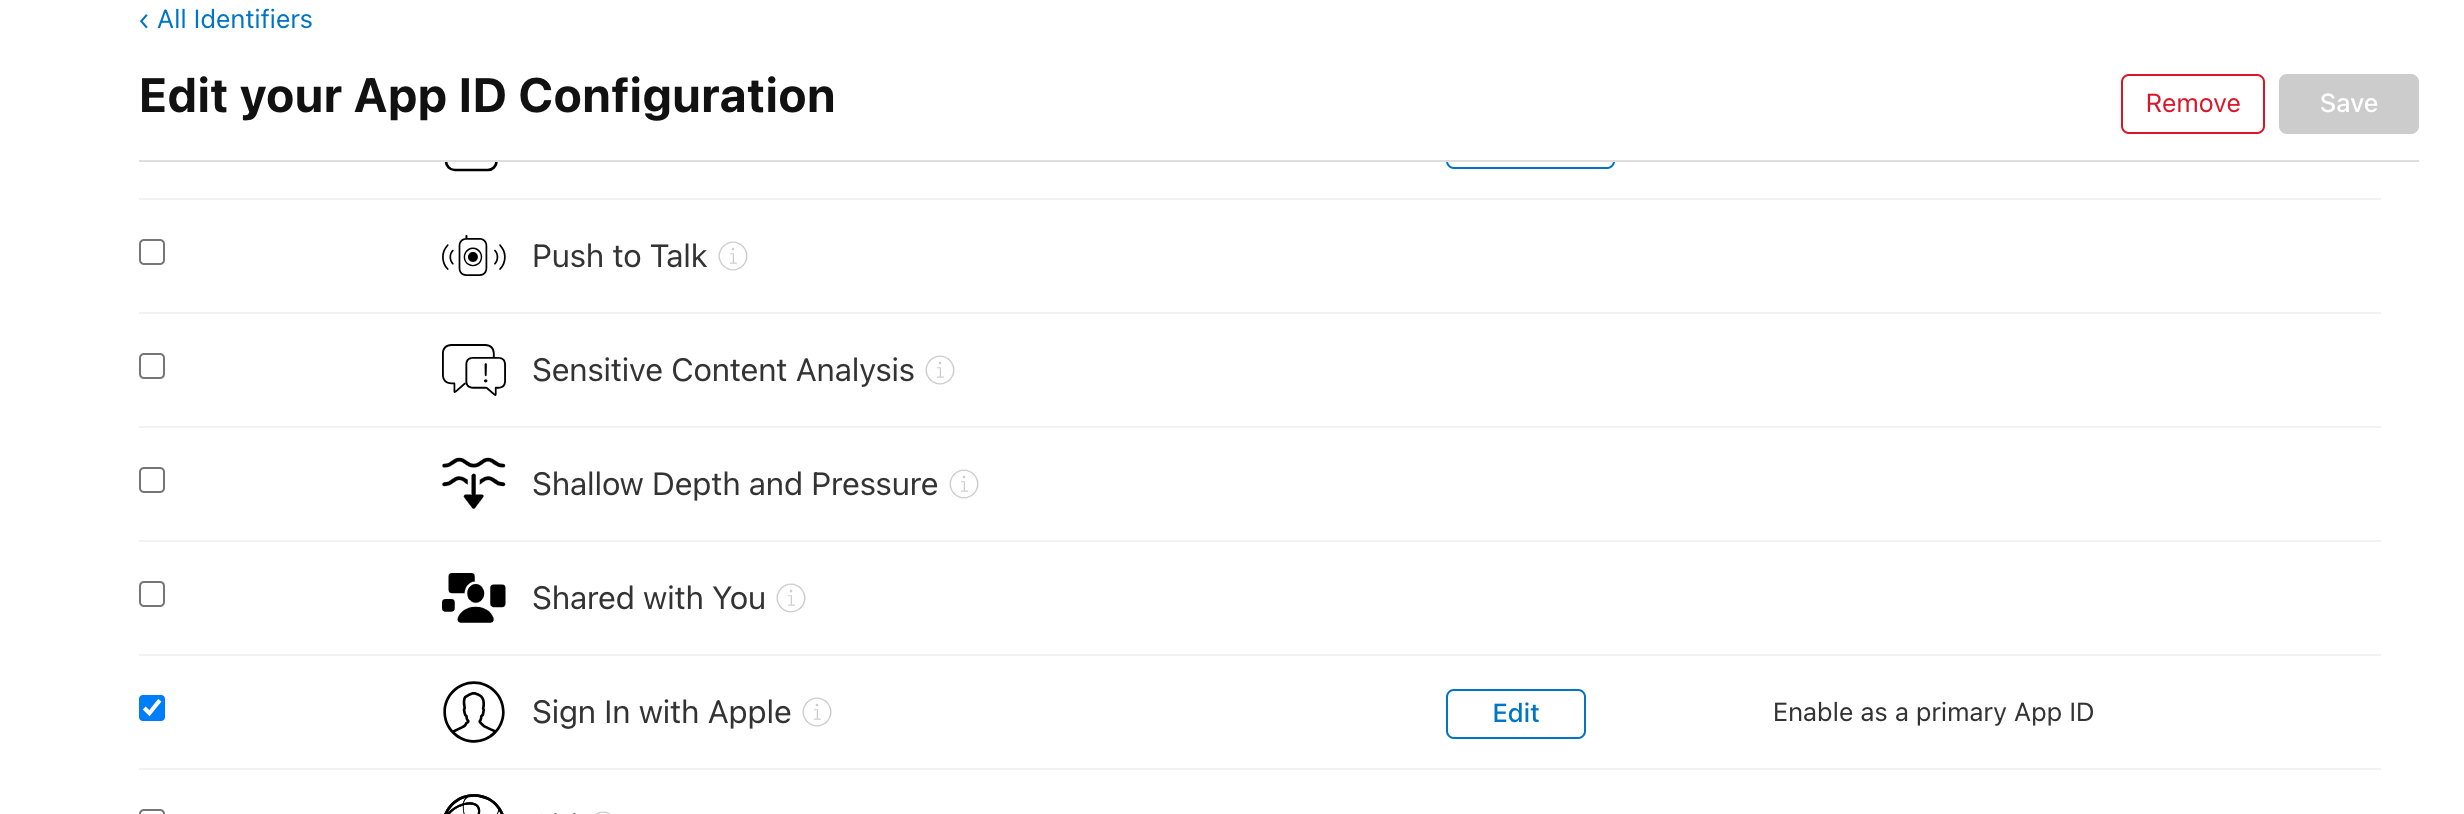 ‹ All Identifiers
Edit your App ID Configuration
Remove
Save
Push to Talk
Sensitive Content Analysis
Shallow Depth and Pressure
Shared with You
Sign In with Apple
Edit
Enable as a primary App ID